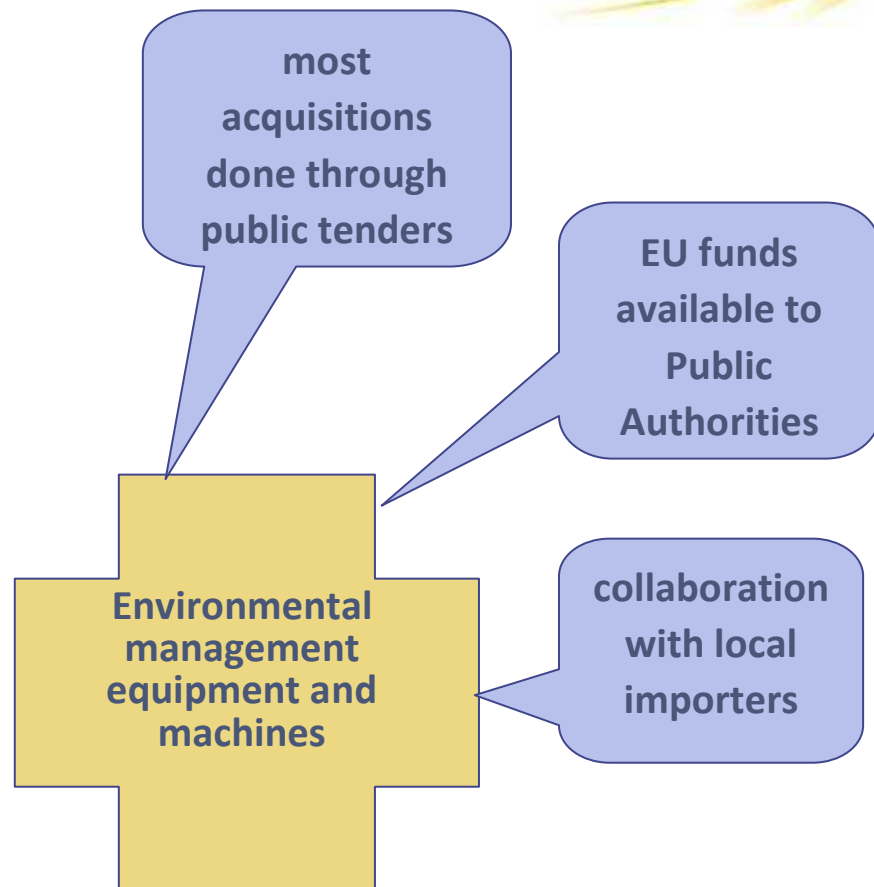 most
acquisitions
done through
public tenders
EU funds
available to
Public
Authorities
Environmental
management
equipment and
machines
collaboration
with local
importers